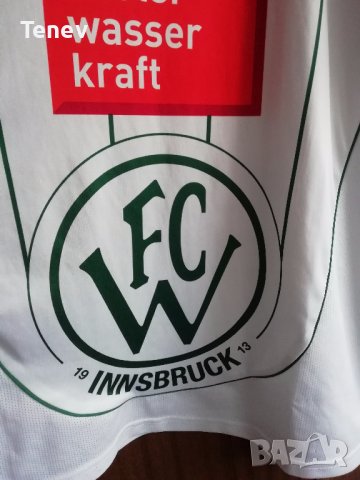 Tenew
wasser
kraft
FC
W
19 INNSBRUCK 13
BAZAR